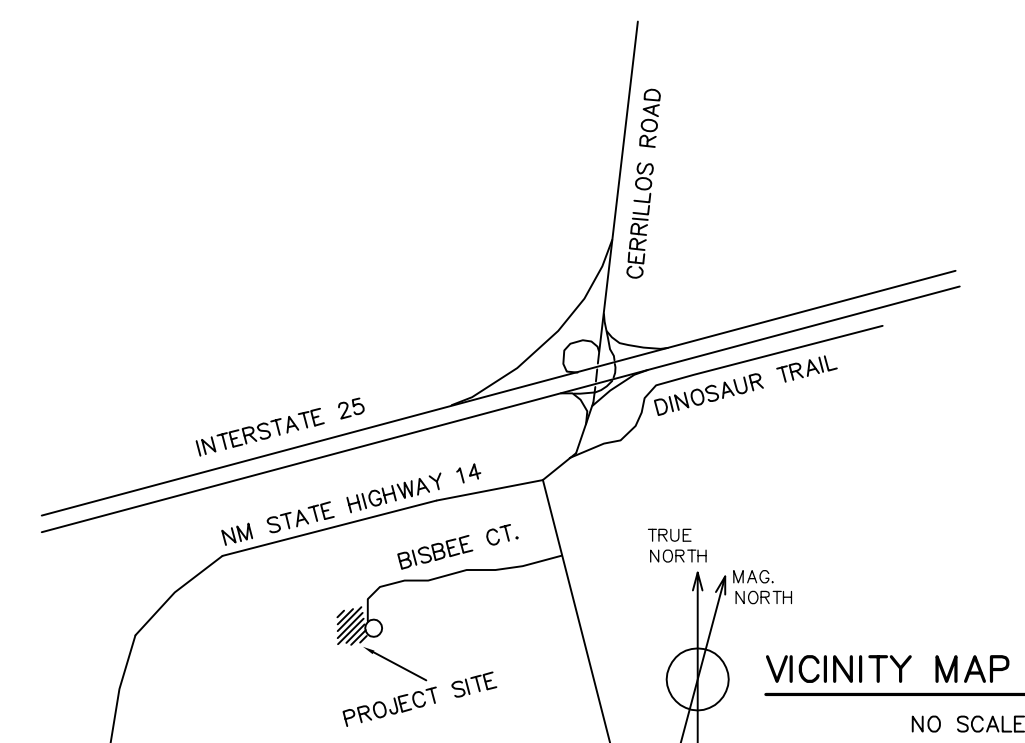 CERRILLOS ROAD
INTERSTATE 25
DINOSAUR TRAIL
NM STATE HIGHWAY 14
BISBEE CT.
TRUE
NORTH
MAG.
NORTH
PROJECT SITE
VICINITY MAP
NO SCALE